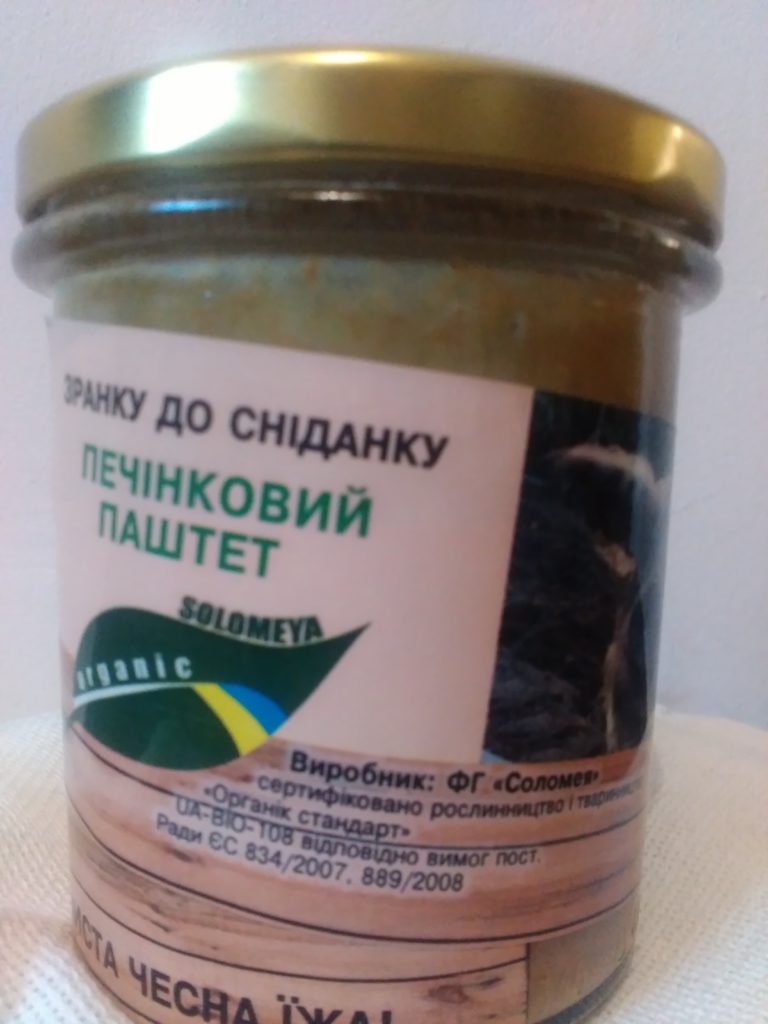 ЗРАНКУ ДО СНІДАНКУ
ПЕЧІНКОВИЙ
ПАШТЕТ
SOLOMEYA
organic
Виробник: ФГ «Соломея»
сертифіковано рослинництво і
«Органік стандарт»
UA-BIO-108 відповідно вимог пост.
Ради ЄС 834/2007, 889/2008
ЧЕСНА ЇЖА!